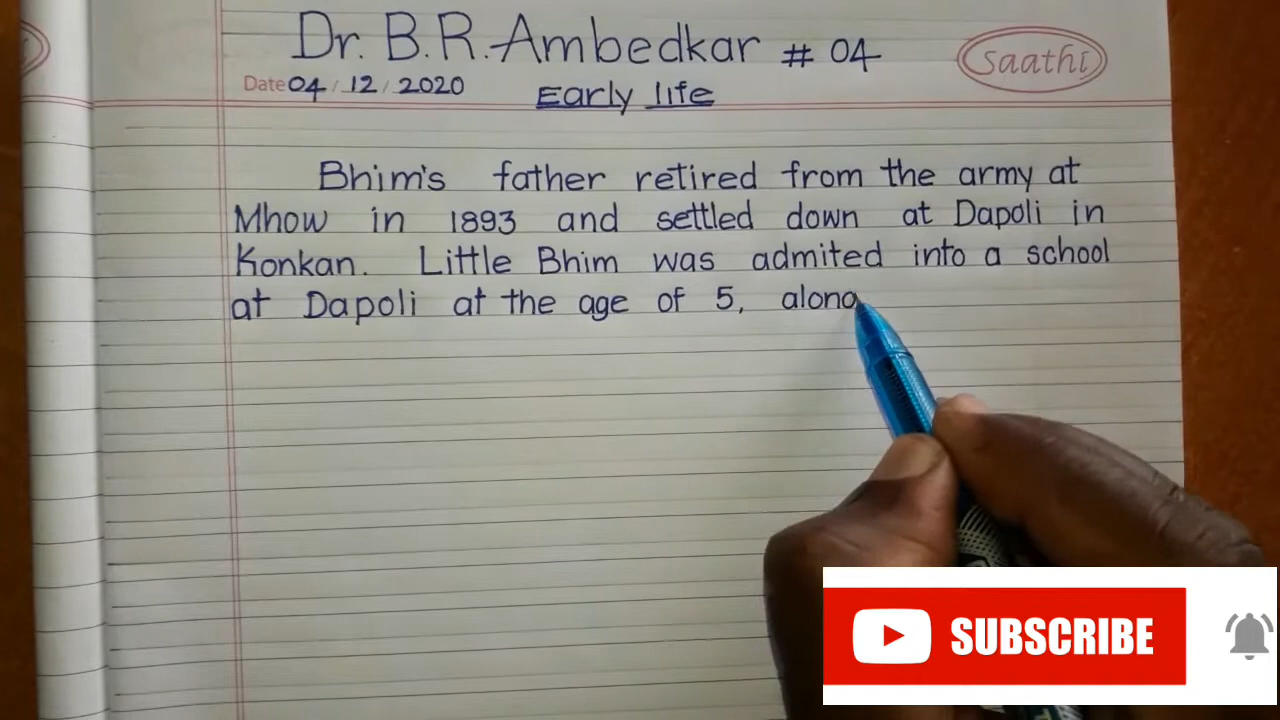 Dr. B.R. Ambedkar # 04
saathi
Date 04 / 12 / 2020
Early life
Bhim's father retired from the army at
Mhow in 1893 and settled down at Dapoli in
Konkan. Little Bhim was admited into a school
at Dapoli at the age of 5, alona
SUBSCRIBE